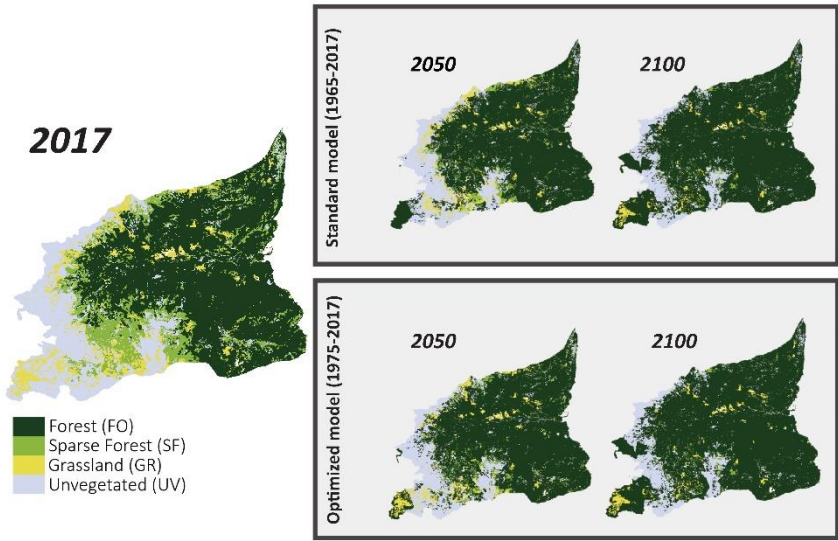 2017
Forest (FO)
Sparse Forest (SF)
Grassland (GR)
Unvegetated (UV)
Standard model (1965-2017)
2050
2100
Optimized model (1975-2017)
2050
2100